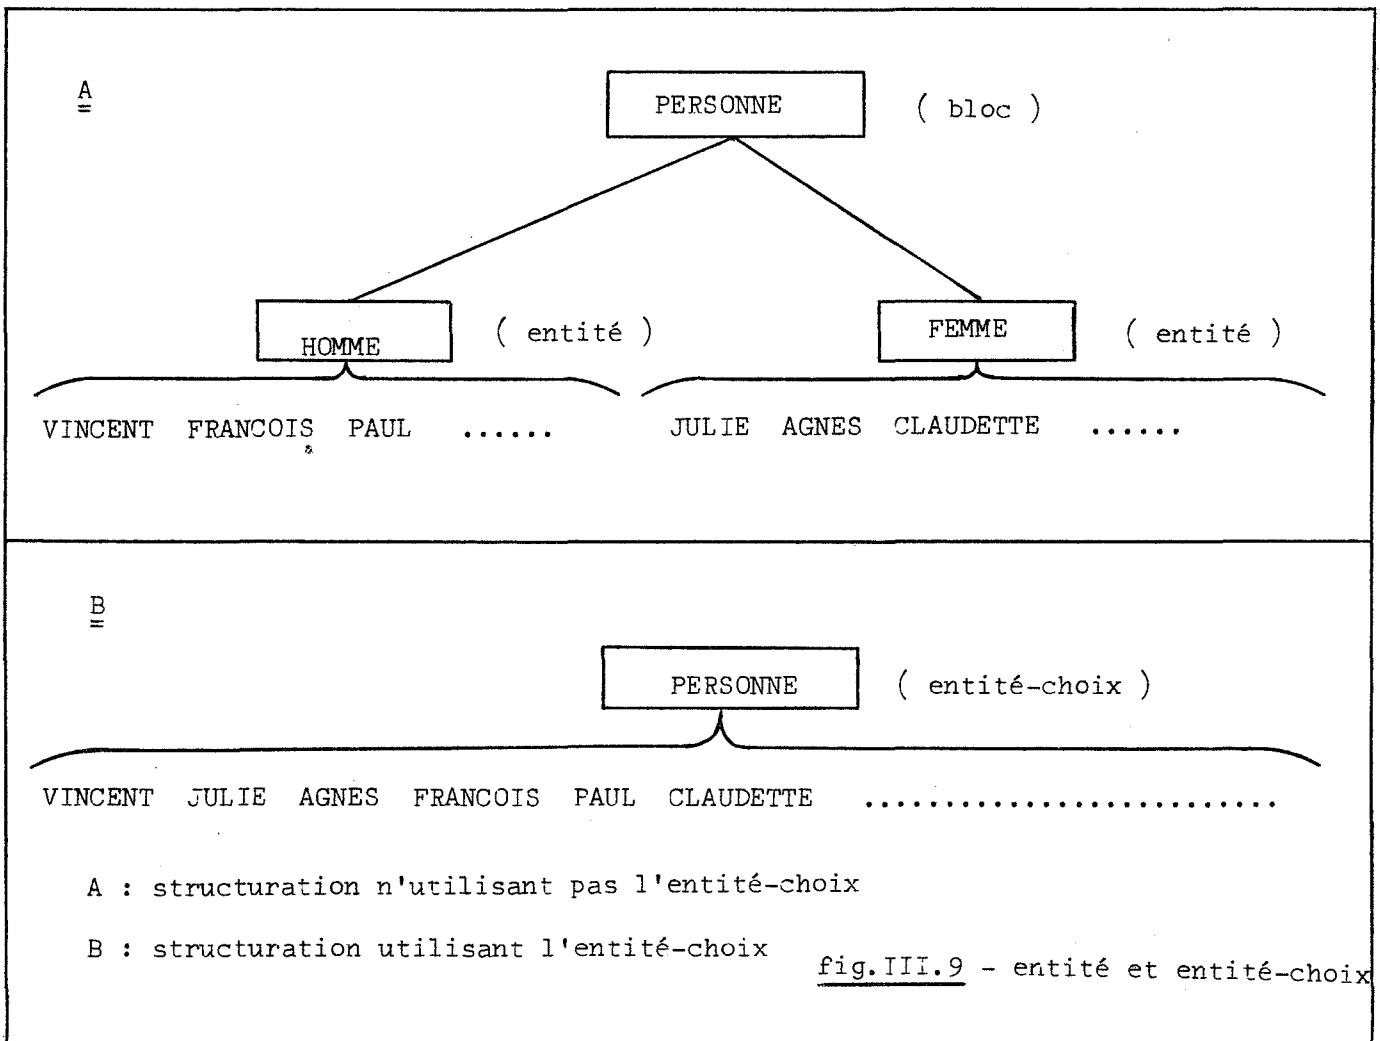 A
PERSONNE ( bloc )
HOMME ( entité )
FEMME ( entité )
VINCENT FRANCOIS PAUL ......
JULIE AGNES CLAUDETTE ......
B
PERSONNE ( entité-choix )
VINCENT JULIE AGNES FRANCOIS PAUL CLAUDETTE ..........................
A : structuration n'utilisant pas l'entité-choix
B : structuration utilisant l'entité-choix
fig.III.9 - entité et entité-choix